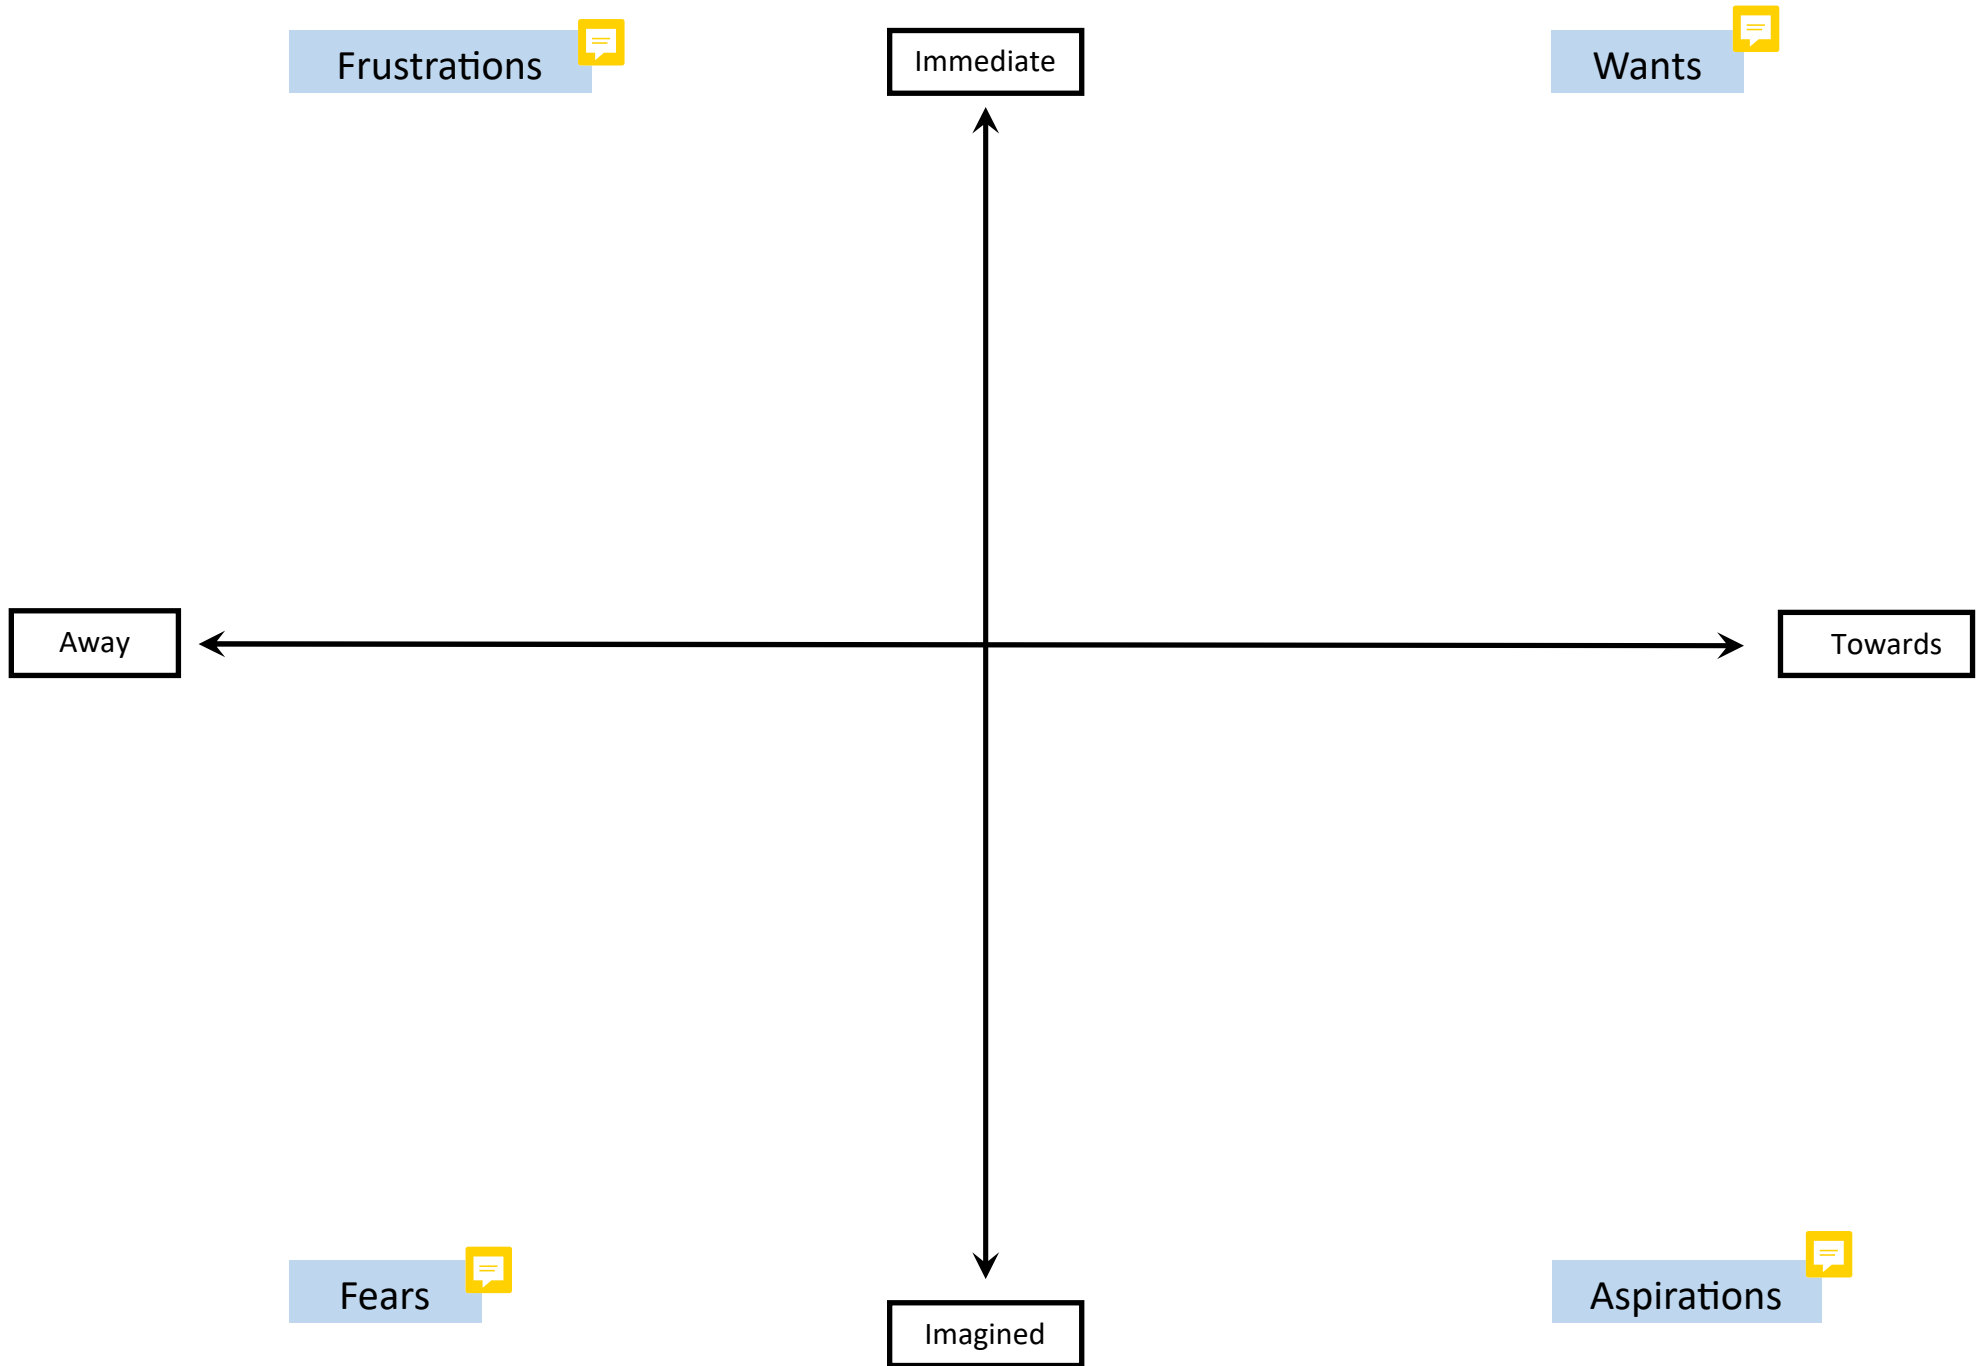 Frustrations
Immediate
Wants
Away
Towards
Fears
Aspirations
Imagined